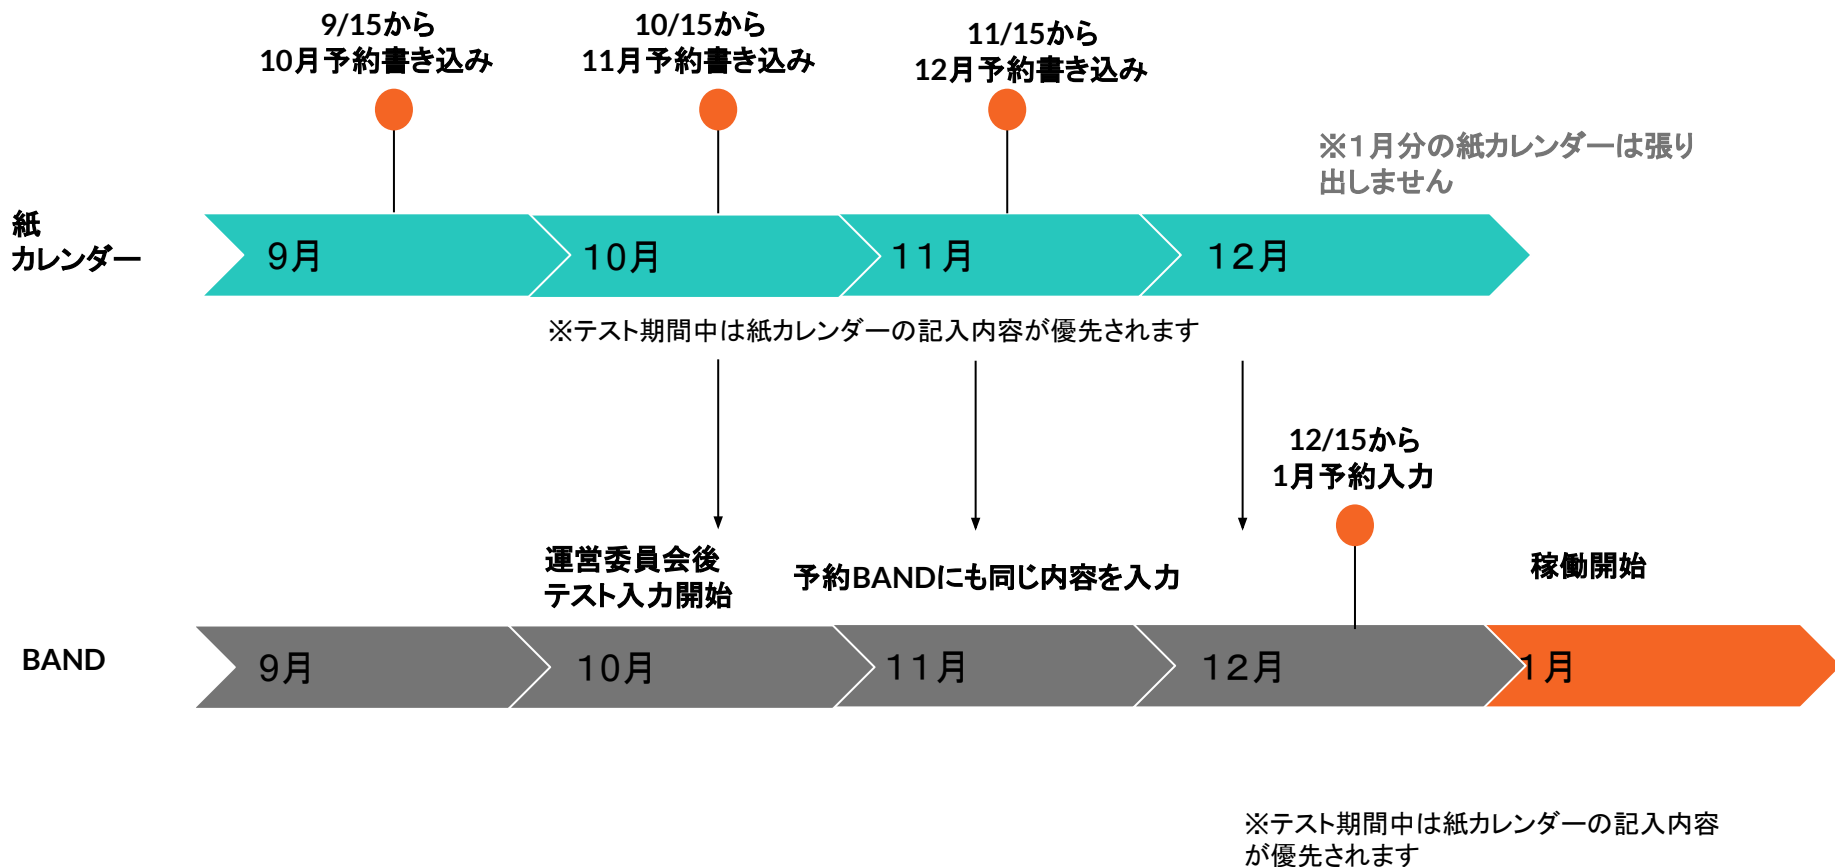 9/15から
10月予約書き込み
10/15から
11月予約書き込み
11/15から
12月予約書き込み
※１月分の紙カレンダーは張り
出しません
紙
カレンダー
9月
10月
11月
12月
※テスト期間中は紙カレンダーの記入内容が優先されます
12/15から
1月予約入力
運営委員会後
テスト入力開始
予約BANDにも同じ内容を入力
稼働開始
BAND
9月
10月
11月
12月
1月
※テスト期間中は紙カレンダーの記入内容
が優先されます